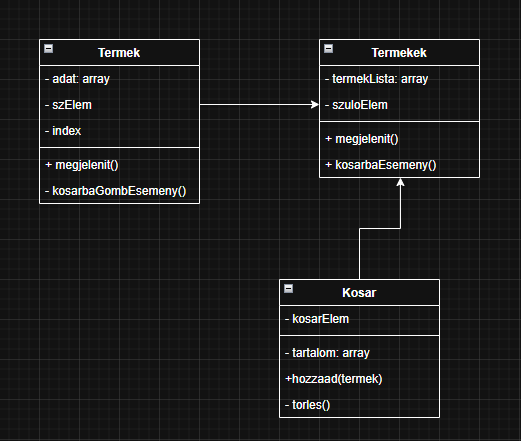 Termek
- adat: array
- szElem
- index
+ megjelenit()
- kosarbaGombEsemeny()
Termekek
- termekLista: array
- szuloElem
+ megjelenit()
+ kosarbaEsemeny()
Kosar
- kosarElem
- tartalom: array
+hozzaad(termek)
- torles()